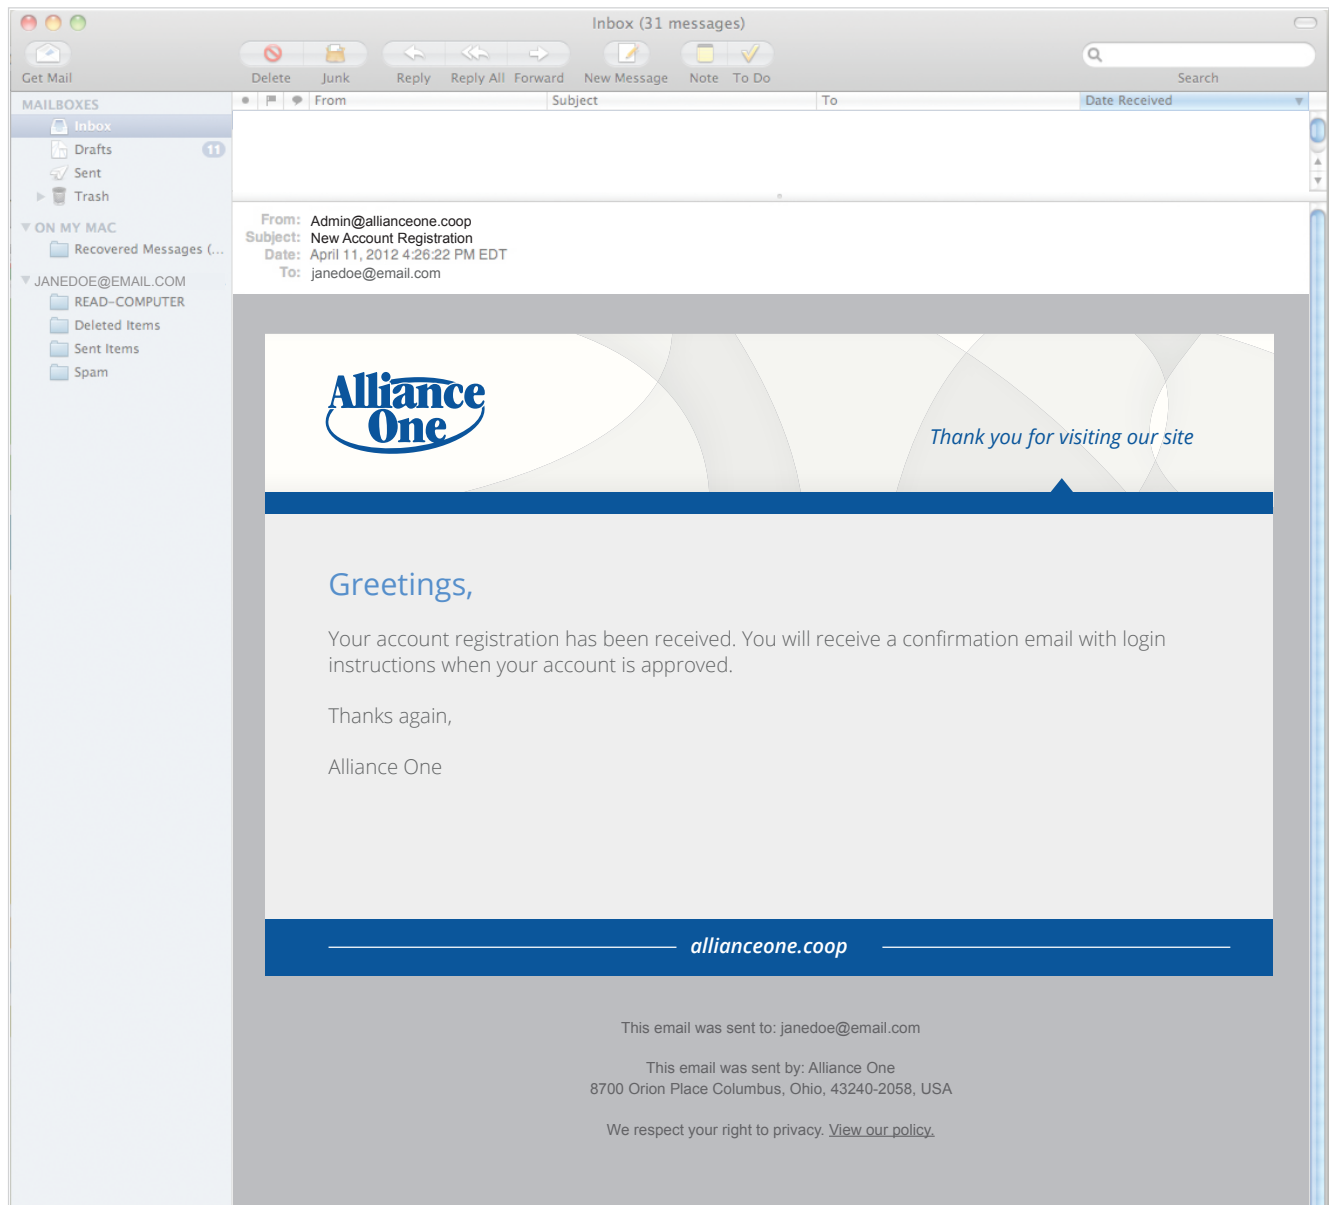 Inbox (31 messages)
Get Mail
Delete Junk Reply Reply All Forward New Message Note To Do
Search
MAILBOXES
Inbox
Drafts 11
Sent
Trash
ON MY MAC
Recovered Messages (...
JANEDOE@EMAIL.COM
READ-COMPUTER
Deleted Items
Sent Items
Spam
From Subject To Date Received
From: Admin@allianceone.coop
Subject: New Account Registration
Date: April 11, 2012 4:26:22 PM EDT
To: janedoe@email.com
Alliance
One
Thank you for visiting our site
Greetings,
Your account registration has been received. You will receive a confirmation email with login
instructions when your account is approved.
Thanks again,
Alliance One
allianceone.coop
This email was sent to: janedoe@email.com
This email was sent by: Alliance One
8700 Orion Place Columbus, Ohio, 43240-2058, USA
We respect your right to privacy. View our policy.